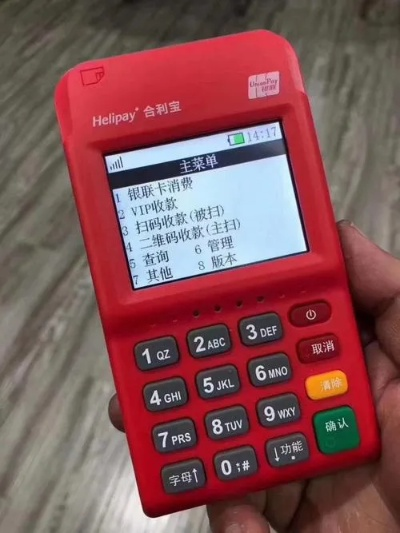 UnionPay
银联
Helipay® 合利宝
14:17
主菜单
1 银联卡消费
2 VIP收款
3 扫码收款(被扫)
4 二维码收款(主扫)
5 查询 6 管理
7 其他 8 版本
1 QZ 2 ABC 3 DEF
取消
4 GHI 5 JKL 6 MNO
清除
7 PRS 8 TUV 9 WXY
确认
字母↑ 0;# ↓功能